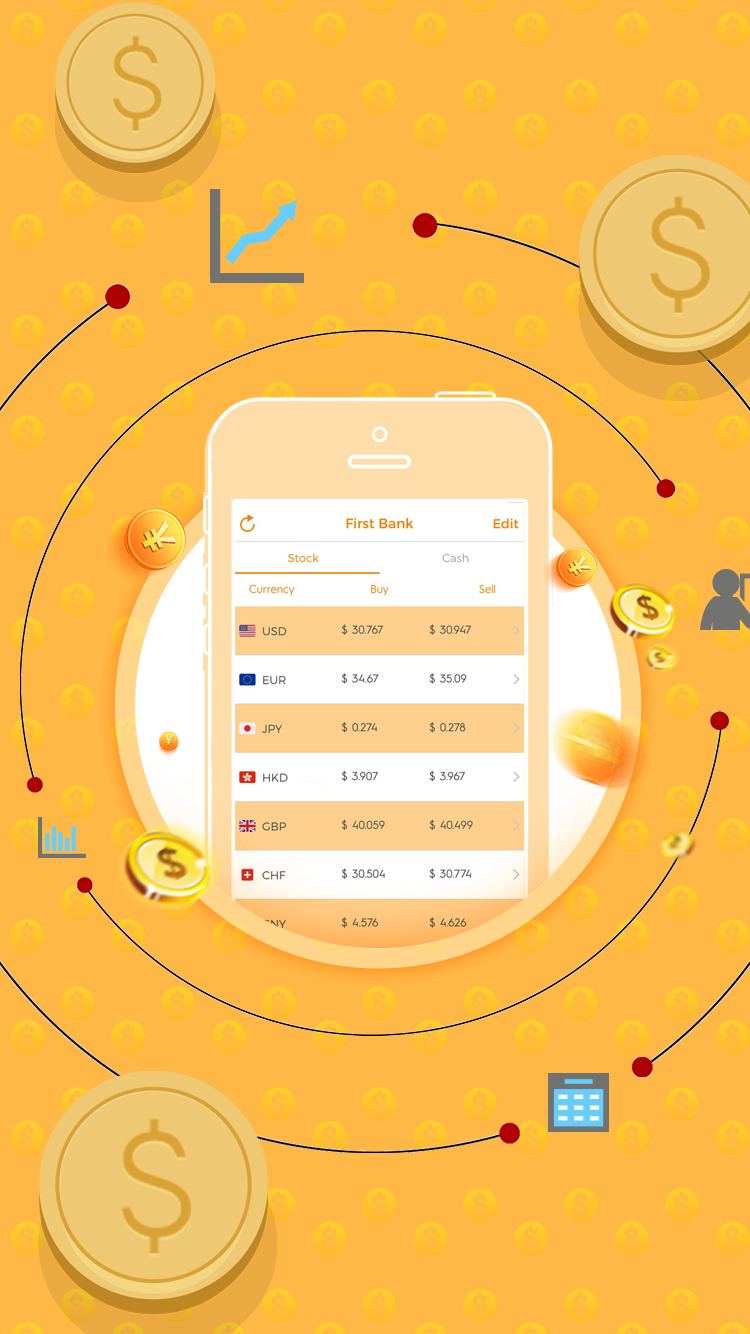 First Bank Edit
Stock Cash
Currency Buy Sell
USD $ 30.767 $ 30.947
EUR $ 34.67 $ 35.09
JPY $ 0.274 $ 0.278
HKD $ 3.907 $ 3.967
GBP $ 40.059 $ 40.499
CHF $ 30.504 $ 30.774
CNY $ 4.576 $ 4.626